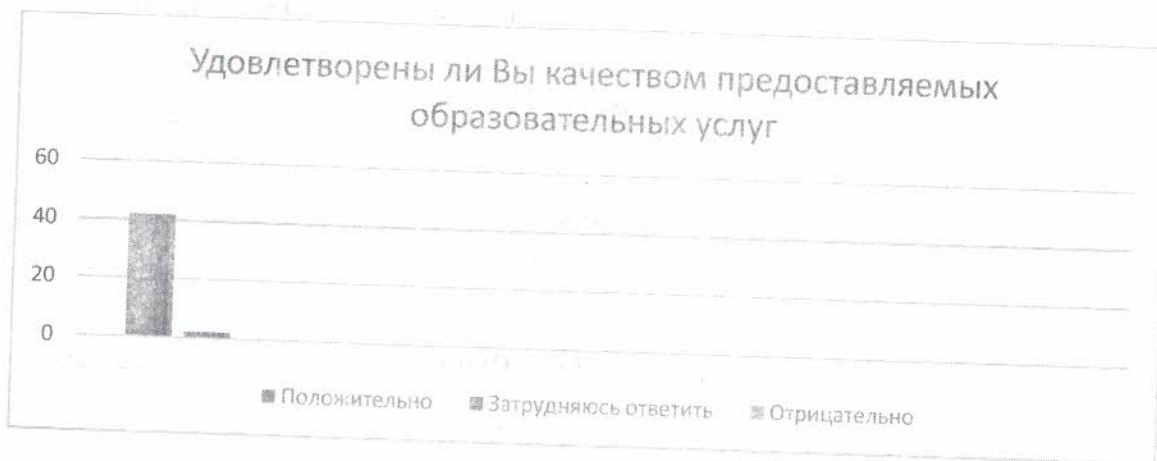 Удовлетворены ли Вы качеством предоставляемых
образовательных услуг
60
40
20
0
Положительно Затрудняюсь ответить Отрицательно